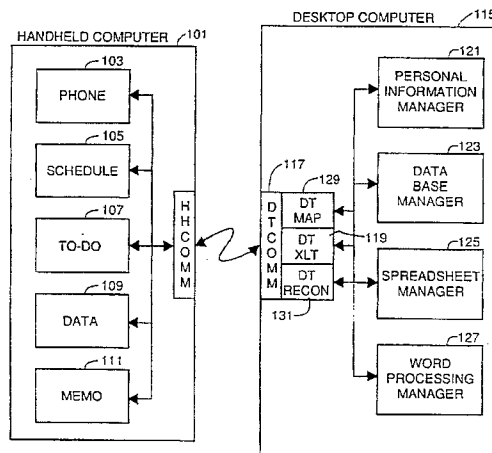 HANDHELD COMPUTER
101
103
PHONE
105
SCHEDULE
107
TO-DO
109
DATA
111
MEMO
HHCOMM
DESKTOP COMPUTER
115
117
DTCOMM
129
DT
MAP
119
DT
XLT
DT
RECON
131
121
PERSONAL
INFORMATION
MANAGER
123
DATA
BASE
MANAGER
125
SPREADSHEET
MANAGER
127
WORD
PROCESSING
MANAGER